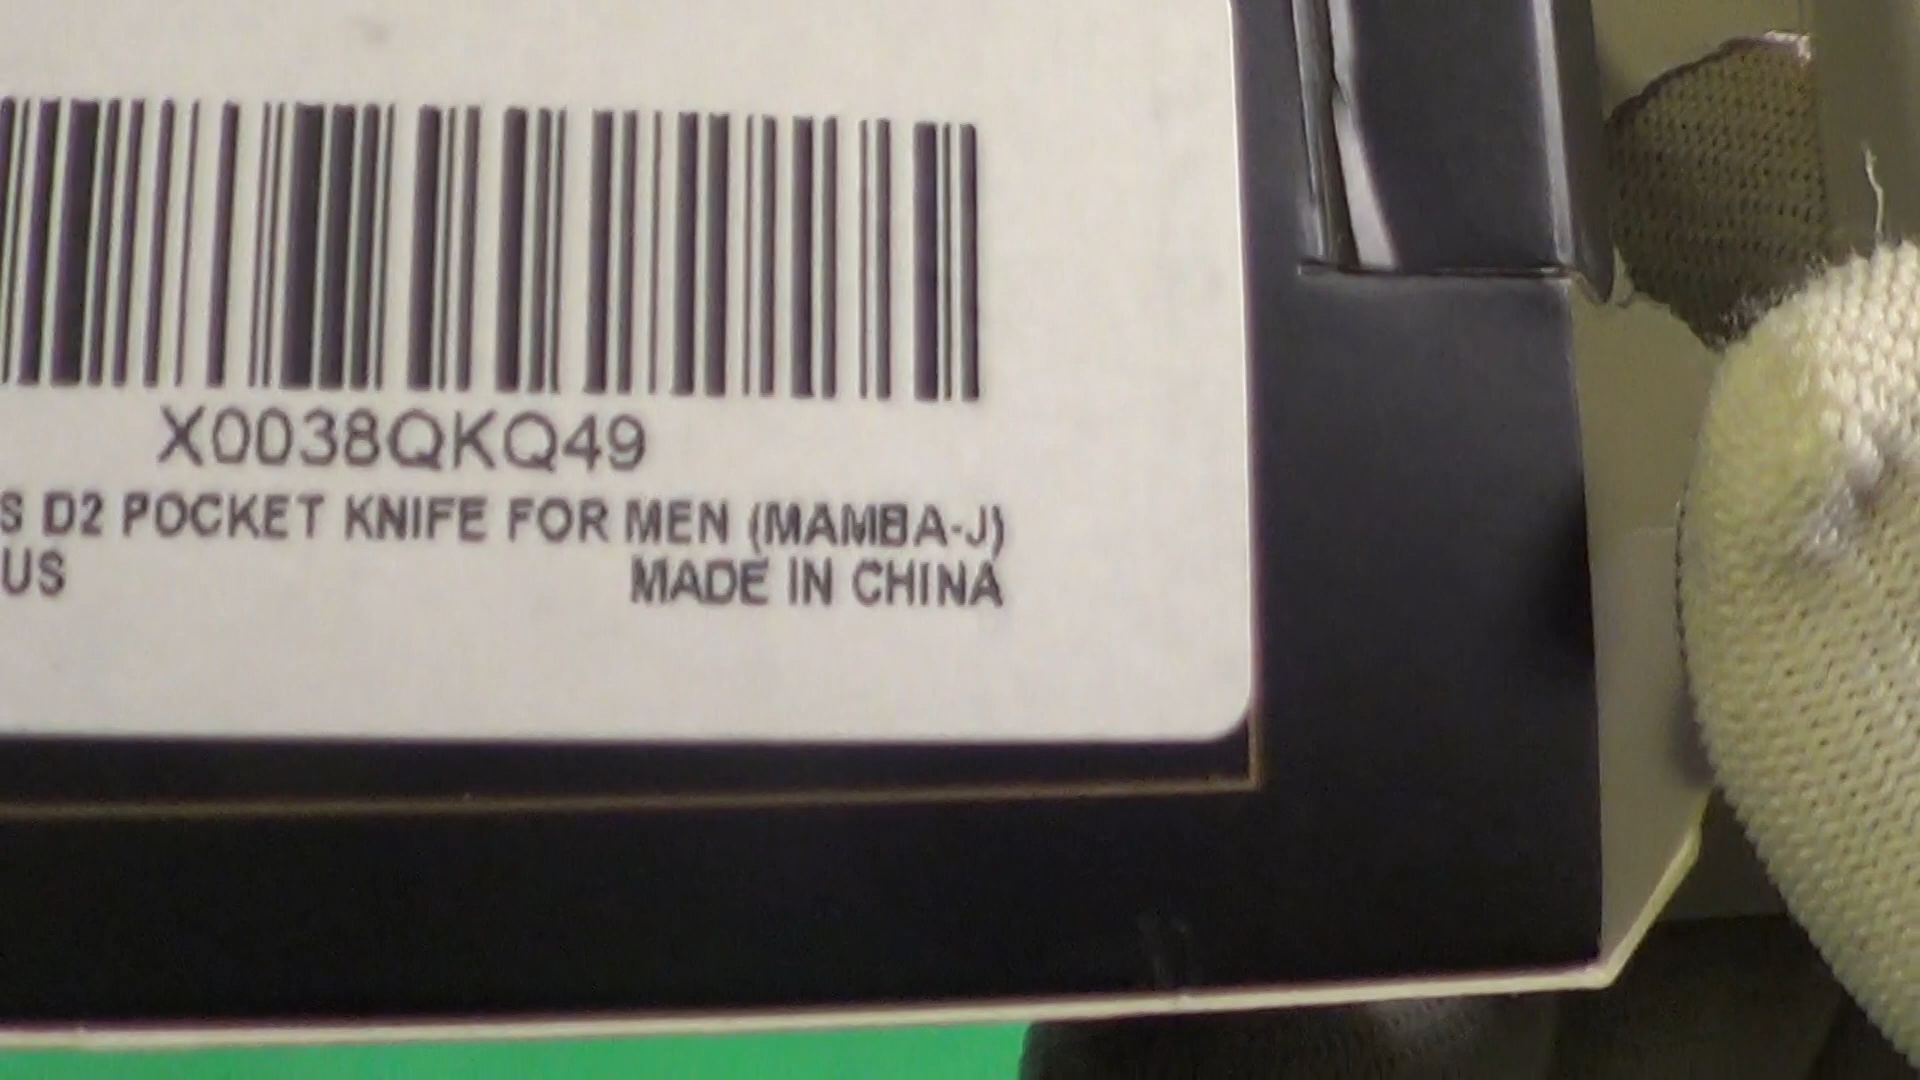 X0038QKQ49
S D2 POCKET KNIFE FOR MEN (MAMBA-J)
US MADE IN CHINA